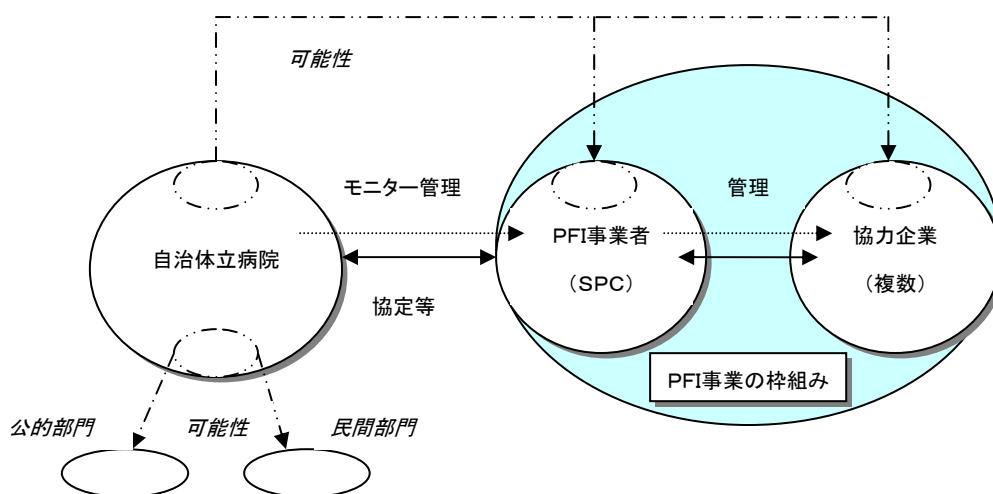 可能性
モニター管理
管理
自治体立病院
PFI事業者
(SPC)
協力企業
(複数)
協定等
PFI事業の枠組み
公的部門
可能性
民間部門